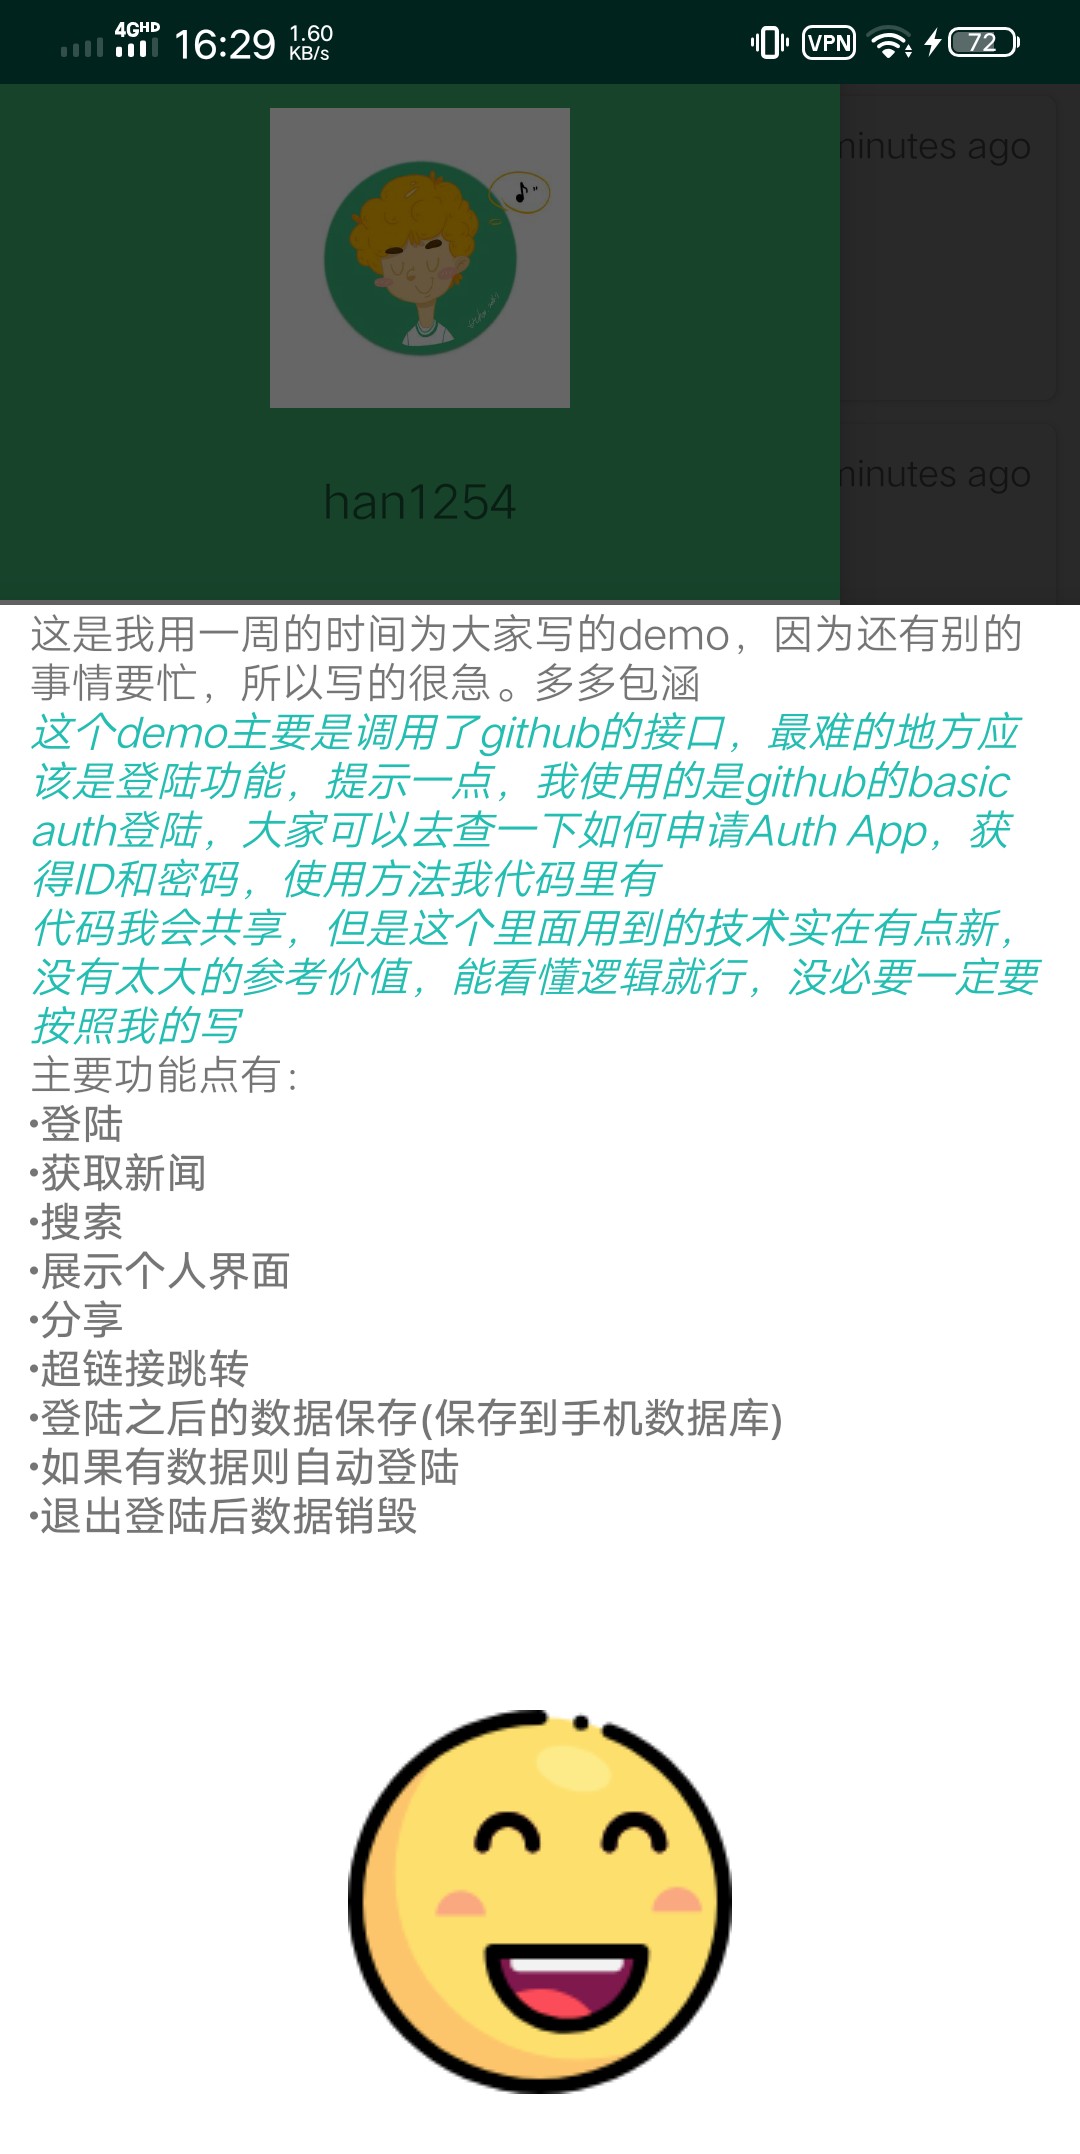 4GHD 16:29 1.60 KB/s VPN 72
minutes ago
han1254
minutes ago
这是我用一周的时间为大家写的demo，因为还有别的
事情要忙，所以写的很急。多多包涵
这个demo主要是调用了github的接口，最难的地方应
该是登陆功能，提示一点，我使用的是github的basic
auth登陆，大家可以去查一下如何申请Auth App，获
得ID和密码，使用方法我代码里有
代码我会共享，但是这个里面用到的技术实在有点新，
没有太大的参考价值，能看懂逻辑就行，没必要一定要
按照我的写
主要功能点有：
•登陆
•获取新闻
•搜索
•展示个人界面
•分享
•超链接跳转
•登陆之后的数据保存(保存到手机数据库)
•如果有数据则自动登陆
•退出登陆后数据销毁